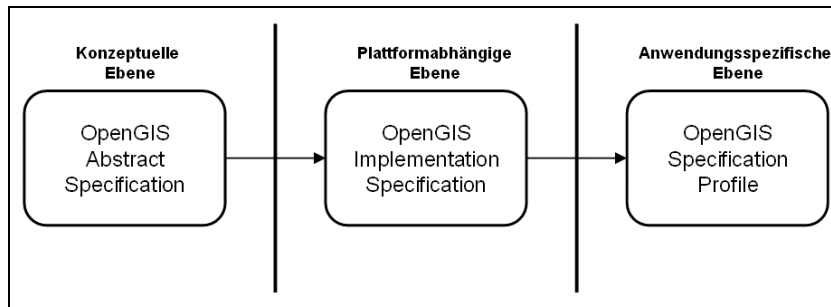 Konzeptuelle
Ebene
Plattformabhängige
Ebene
Anwendungsspezifische
Ebene
OpenGIS
Abstract
Specification
OpenGIS
Implementation
Specification
OpenGIS
Specification
Profile